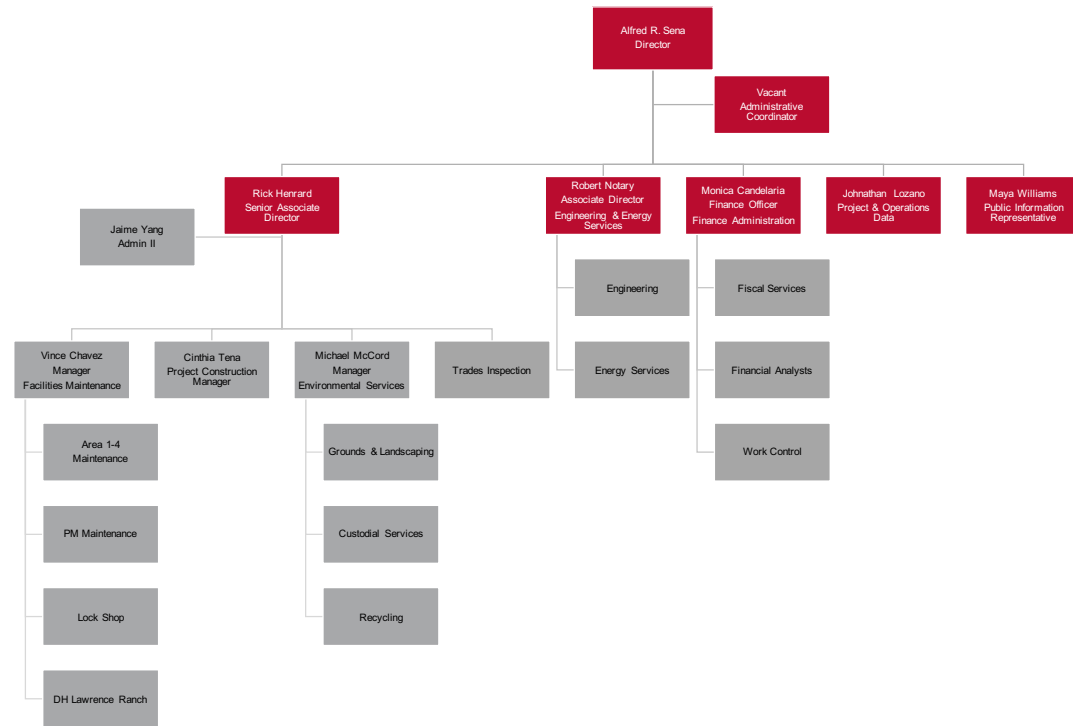 Alfred R. Sena
Director
Vacant
Administrative
Coordinator
Rick Henrard
Senior Associate
Director
Robert Notary
Associate Director
Engineering & Energy
Services
Monica Candelaria
Finance Officer
Finance Administration
Johnathan Lozano
Project & Operations
Data
Maya Williams
Public Information
Representative
Jaime Yang
Admin II
Engineering
Fiscal Services
Vince Chavez
Manager
Facilities Maintenance
Cinthia Tena
Project Construction
Manager
Michael McCord
Manager
Environmental Services
Trades Inspection
Energy Services
Financial Analysts
Area 1-4
Maintenance
Grounds & Landscaping
Work Control
PM Maintenance
Custodial Services
Lock Shop
Recycling
DH Lawrence Ranch